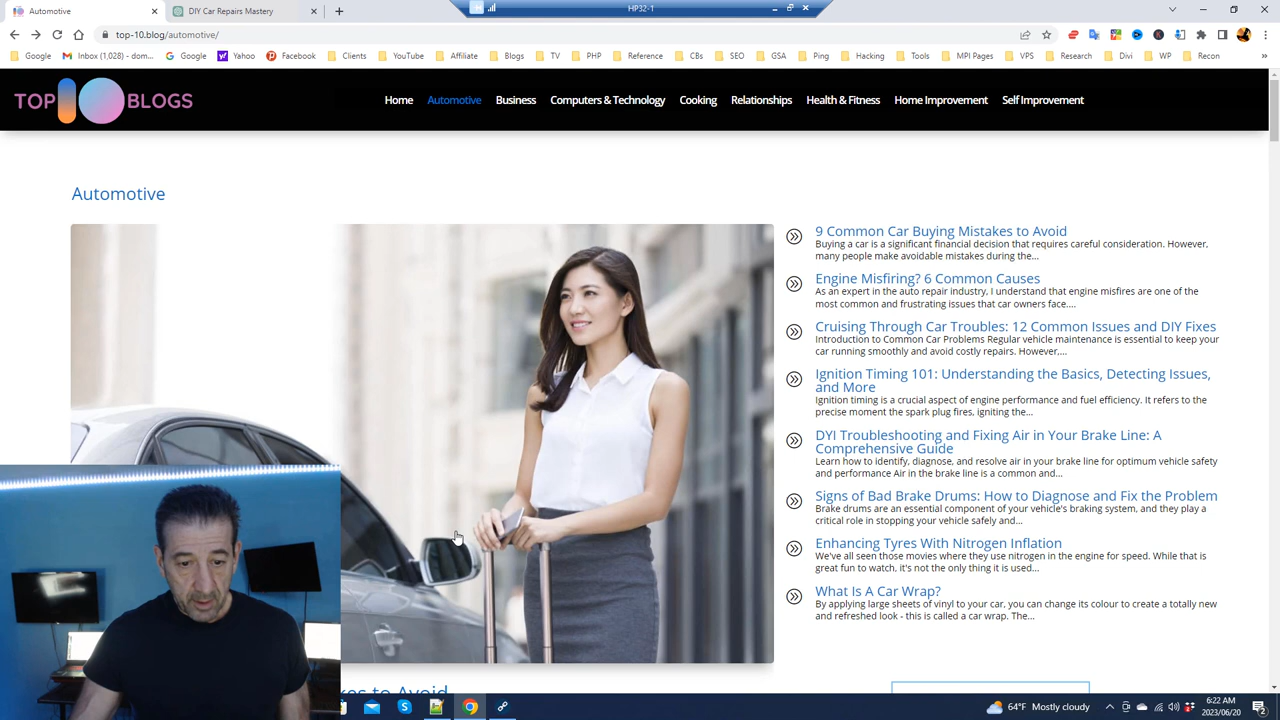 Automotive
DIY Car Repairs Mastery
HP32-1
top-10.blog/automotive/
Google
Inbox (1,028) - dom...
Google
Yahoo
Facebook
Clients
YouTube
Affiliate
Blogs
TV
PHP
Reference
CBs
SEO
GSA
Ping
Hacking
Tools
MPI Pages
VPS
Research
Divi
WP
Recon
»
TOP 10 BLOGS
Home
Automotive
Business
Computers & Technology
Cooking
Relationships
Health & Fitness
Home Improvement
Self Improvement
Automotive
9 Common Car Buying Mistakes to Avoid
Buying a car is a significant financial decision that requires careful consideration. However,
many people make avoidable mistakes during the...
Engine Misfiring? 6 Common Causes
As an expert in the auto repair industry, I understand that engine misfires are one of the
most common and frustrating issues that car owners face....
Cruising Through Car Troubles: 12 Common Issues and DIY Fixes
Introduction to Common Car Problems Regular vehicle maintenance is essential to keep your
car running smoothly and avoid costly repairs. However,...
Ignition Timing 101: Understanding the Basics, Detecting Issues,
and More
Ignition timing is a crucial aspect of engine performance and fuel efficiency. It refers to the
precise moment the spark plug fires, igniting the...
DYI Troubleshooting and Fixing Air in Your Brake Line: A
Comprehensive Guide
Learn how to identify, diagnose, and resolve air in your brake line for optimum vehicle safety
and performance Air in the brake line is a common and...
Signs of Bad Brake Drums: How to Diagnose and Fix the Problem
Brake drums are an essential component of your vehicle's braking system, and they play a
critical role in stopping your vehicle safely and...
Enhancing Tyres With Nitrogen Inflation
We've all seen those movies where they use nitrogen in the engine for speed. While that is
great fun to watch, it's not the only thing it is used...
What Is A Car Wrap?
By applying large sheets of vinyl to your car, you can change its colour to create a totally new
and refreshed look - this is called a car wrap. The...
kes to Avoid
64°F Mostly cloudy
6:22 AM
2023/06/20
2